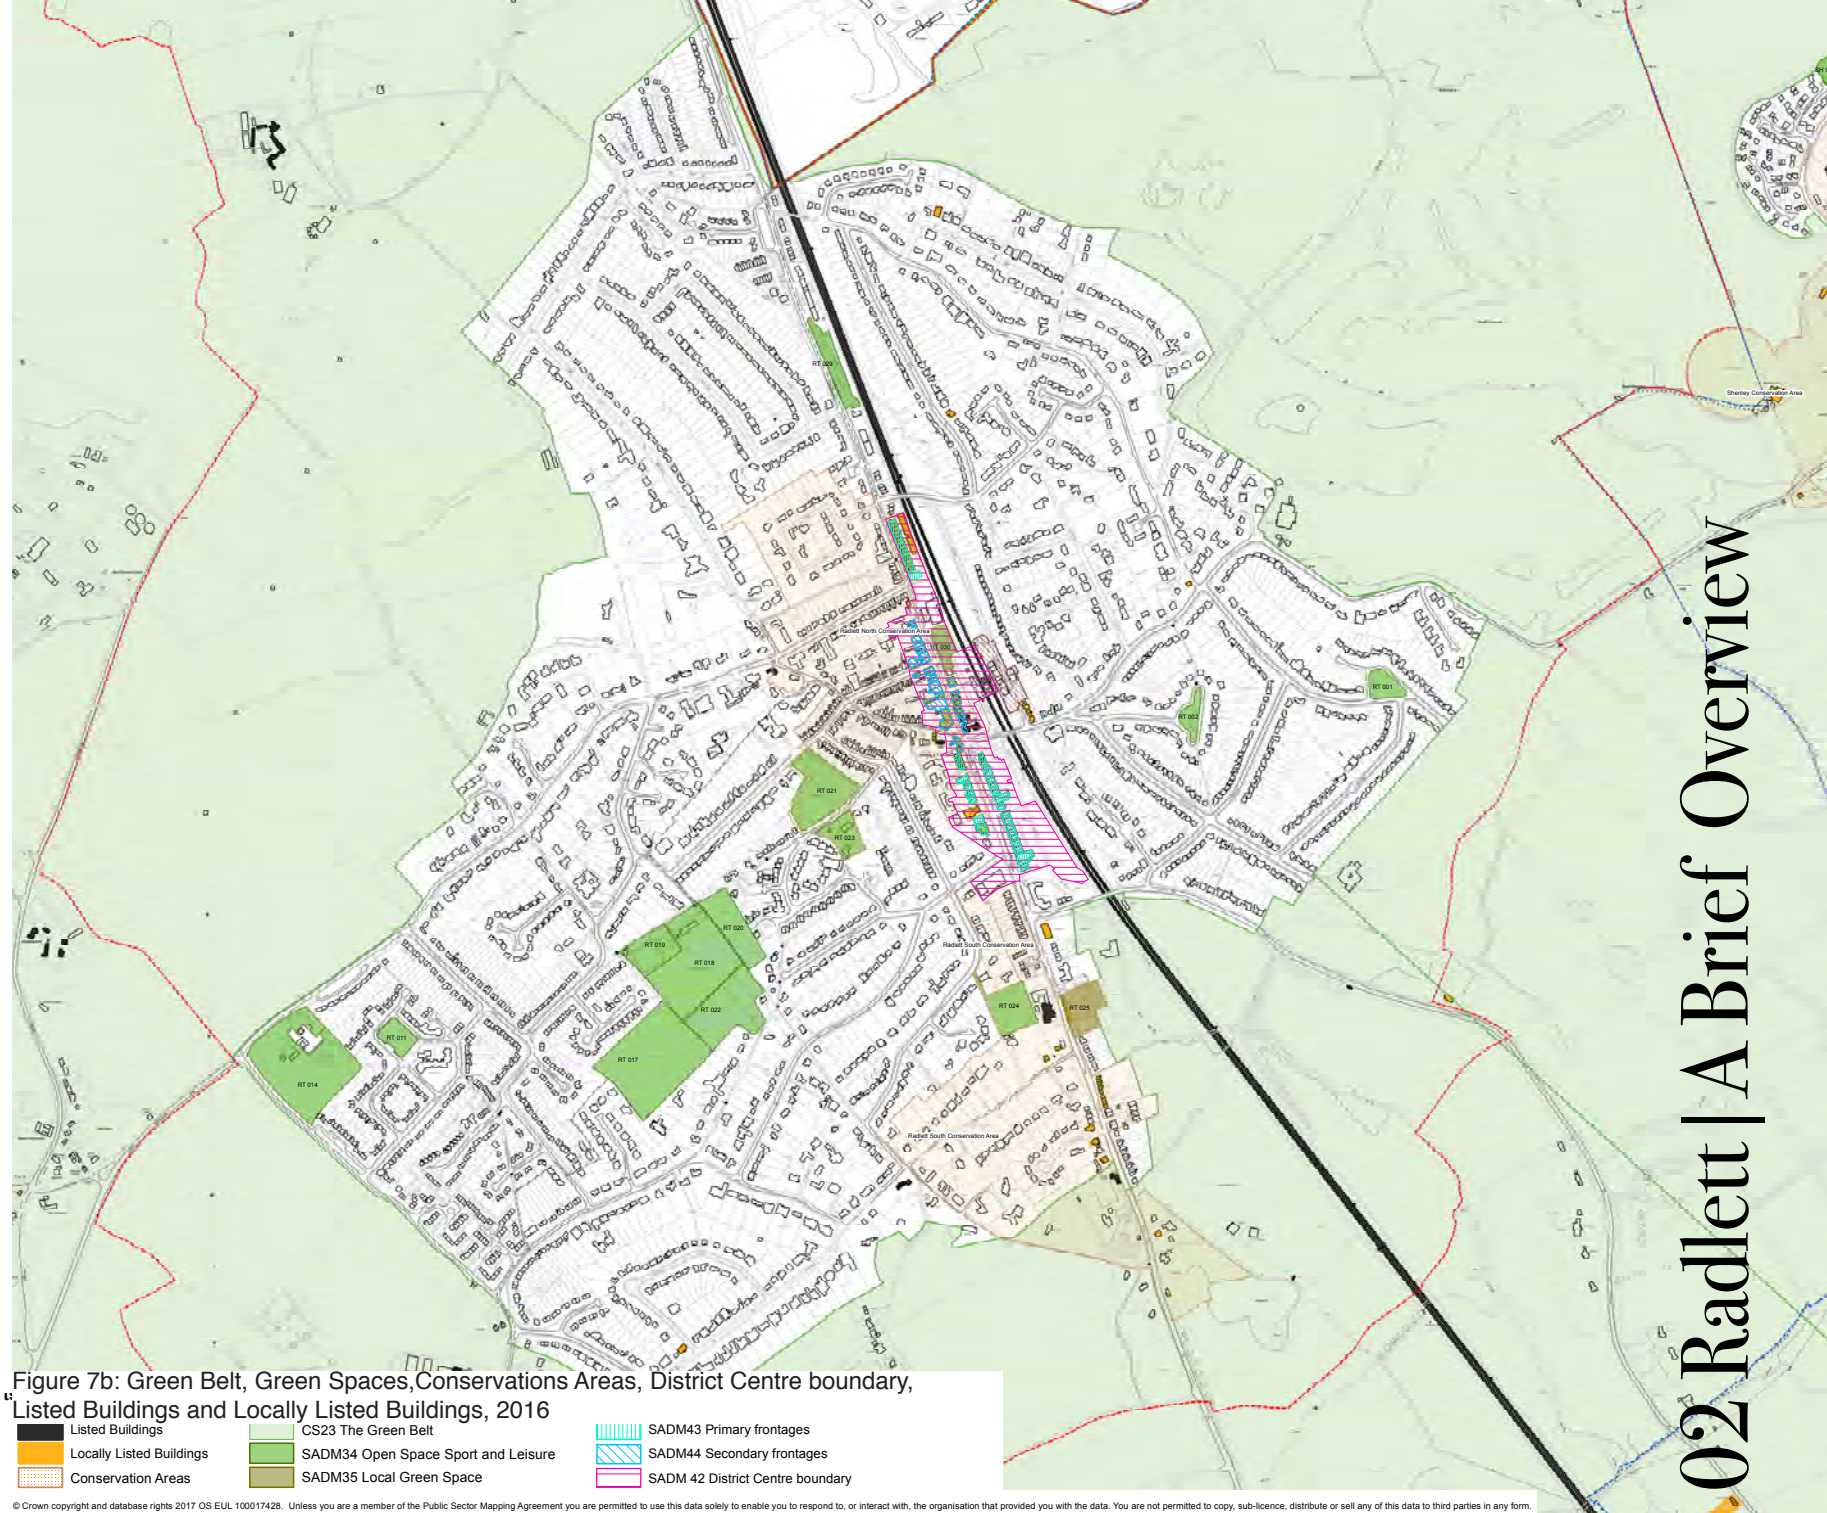 RT 029
Shenley Conservation Area
Radlett North Conservation Area
RT 030
RT 001
RT 002
RT 021
RT 023
RT 020
RT 019
RT 018
Radlett South Conservation Area
RT 022
RT 024
RT 025
RT 011
RT 017
RT 014
Radlett South Conservation Area
02 Radlett | A Brief Overview
Figure 7b: Green Belt, Green Spaces,Conservations Areas, District Centre boundary,
Listed Buildings and Locally Listed Buildings, 2016
Listed Buildings
Locally Listed Buildings
Conservation Areas
CS23 The Green Belt
SADM34 Open Space Sport and Leisure
SADM35 Local Green Space
SADM43 Primary frontages
SADM44 Secondary frontages
SADM 42 District Centre boundary
© Crown copyright and database rights 2017 OS EUL 100017428. Unless you are a member of the Public Sector Mapping Agreement you are permitted to use this data solely to enable you to respond to, or interact with, the organisation that provided you with the data. You are not permitted to copy, sub-licence, distribute or sell any of this data to third parties in any form.